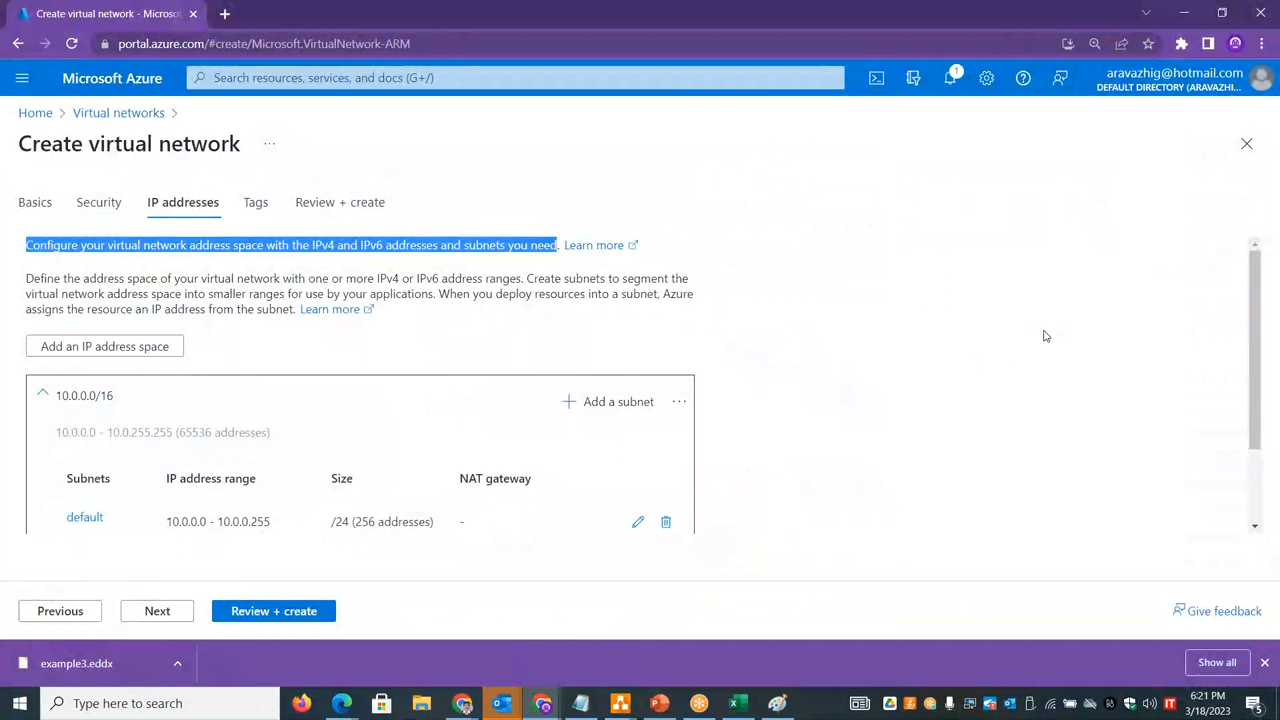 Create virtual network - Microso
portal.azure.com/#create/Microsoft.VirtualNetwork-ARM
Microsoft Azure
Search resources, services, and docs (G+/)
1
aravazhig@hotmail.com
DEFAULT DIRECTORY (ARAVAZHI...
Home > Virtual networks >
Create virtual network ...
Basics Security IP addresses Tags Review + create
Configure your virtual network address space with the IPv4 and IPv6 addresses and subnets you need. Learn more
Define the address space of your virtual network with one or more IPv4 or IPv6 address ranges. Create subnets to segment the
virtual network address space into smaller ranges for use by your applications. When you deploy resources into a subnet, Azure
assigns the resource an IP address from the subnet. Learn more
Add an IP address space
10.0.0.0/16
+ Add a subnet ...
10.0.0.0 - 10.0.255.255 (65536 addresses)
Subnets IP address range Size NAT gateway
default 10.0.0.0 - 10.0.0.255 /24 (256 addresses) -
Previous Next Review + create
Give feedback
example3.eddx
Show all
Type here to search
IT
6:21 PM
3/18/2023
5